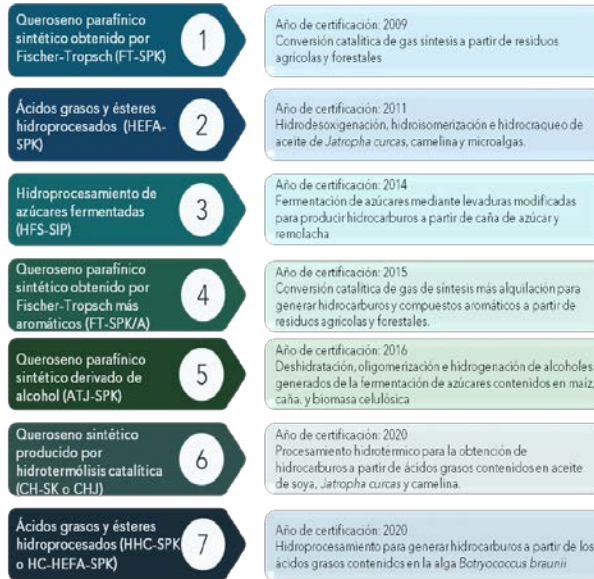 Queroseno parafínico
sintético obtenido por
Fischer-Tropsch (FT-SPK)
1
Año de certificación: 2009
Conversión catalítica de gas síntesis a partir de residuos
agrícolas y forestales
Ácidos grasos y ésteres
hidroprocesados (HEFA-
SPK)
2
Año de certificación: 2011
Hidrodesoxigenación, hidroisomerización e hidrocraqueo de
aceite de Jatropha curcas, camelina y microalgas.
Hidroprocesamiento de
azúcares fermentadas
(HFS-SIP)
3
Año de certificación: 2014
Fermentación de azúcares mediante levaduras modificadas
para producir hidrocarburos a partir de caña de azúcar y
remolacha
Queroseno parafínico
sintético obtenido por
Fischer-Tropsch más
aromáticos (FT-SPK/A)
4
Año de certificación: 2015
Conversión catalítica de gas de síntesis más alquilación para
generar hidrocarburos y compuestos aromáticos a partir de
residuos agrícolas y forestales.
Queroseno parafínico
sintético derivado de
alcohol (ATJ-SPK)
5
Año de certificación: 2016
Deshidratación, oligomerización e hidrogenación de alcoholes
generados de la fermentación de azúcares contenidos en maíz,
caña, y biomasa celulósica
Queroseno sintético
producido por
hidrotermólisis catalítica
(CH-SK o CHJ)
6
Año de certificación: 2020
Procesamiento hidrotérmico para la obtención de
hidrocarburos a partir de ácidos grasos contenidos en aceite
de soya, Jatropha curcas y camelina.
Ácidos grasos y ésteres
hidroprocesados (HHC-SPK
o HC-HEFA-SPK)
7
Año de certificación: 2020
Hidroprocesamiento para generar hidrocarburos a partir de los
ácidos grasos contenidos en la alga Botryococcus braunii